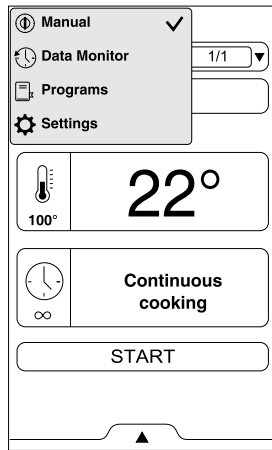 Manual
Data Monitor
1/1
Programs
Settings
100°
22°
∞
Continuous
cooking
START